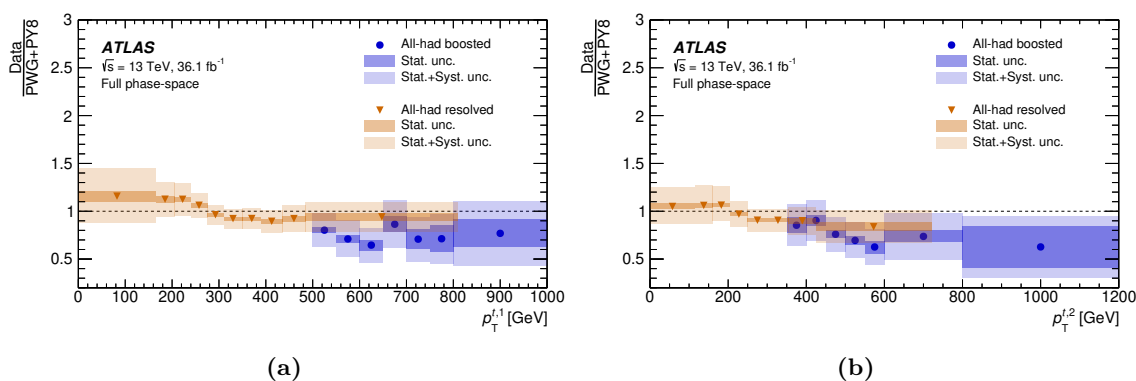 Data
PWG+PY8
3
2.5
2
1.5
1
0.5
ATLAS
√s = 13 TeV, 36.1 fb⁻¹
Full phase-space
All-had boosted
Stat. unc.
Stat.+Syst. unc.
All-had resolved
Stat. unc.
Stat.+Syst. unc.
0 100 200 300 400 500 600 700 800 900 1000
p_T^{t,1} [GeV]
(a)
Data
PWG+PY8
3
2.5
2
1.5
1
0.5
ATLAS
√s = 13 TeV, 36.1 fb⁻¹
Full phase-space
All-had boosted
Stat. unc.
Stat.+Syst. unc.
All-had resolved
Stat. unc.
Stat.+Syst. unc.
0 200 400 600 800 1000 1200
p_T^{t,2} [GeV]
(b)